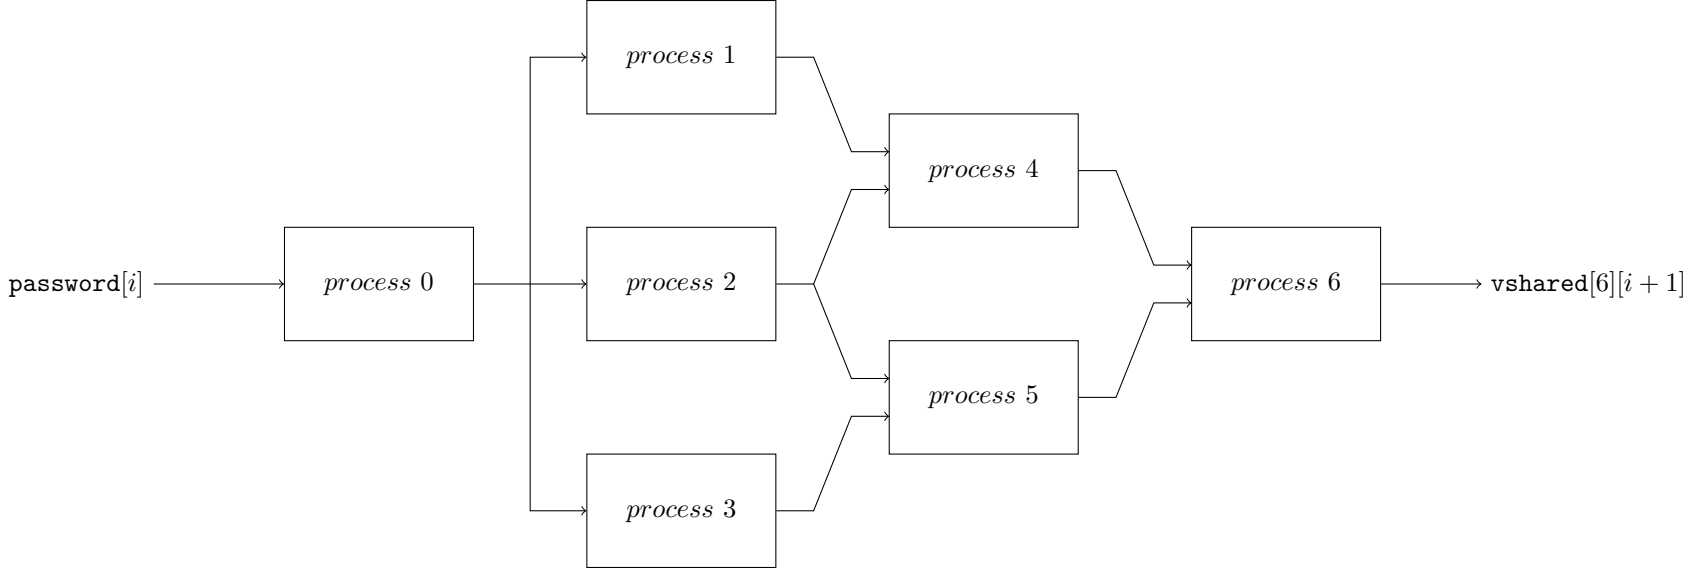 process 1
process 4
password[i]
process 0
process 2
process 6
vshared[6][i + 1]
process 5
process 3